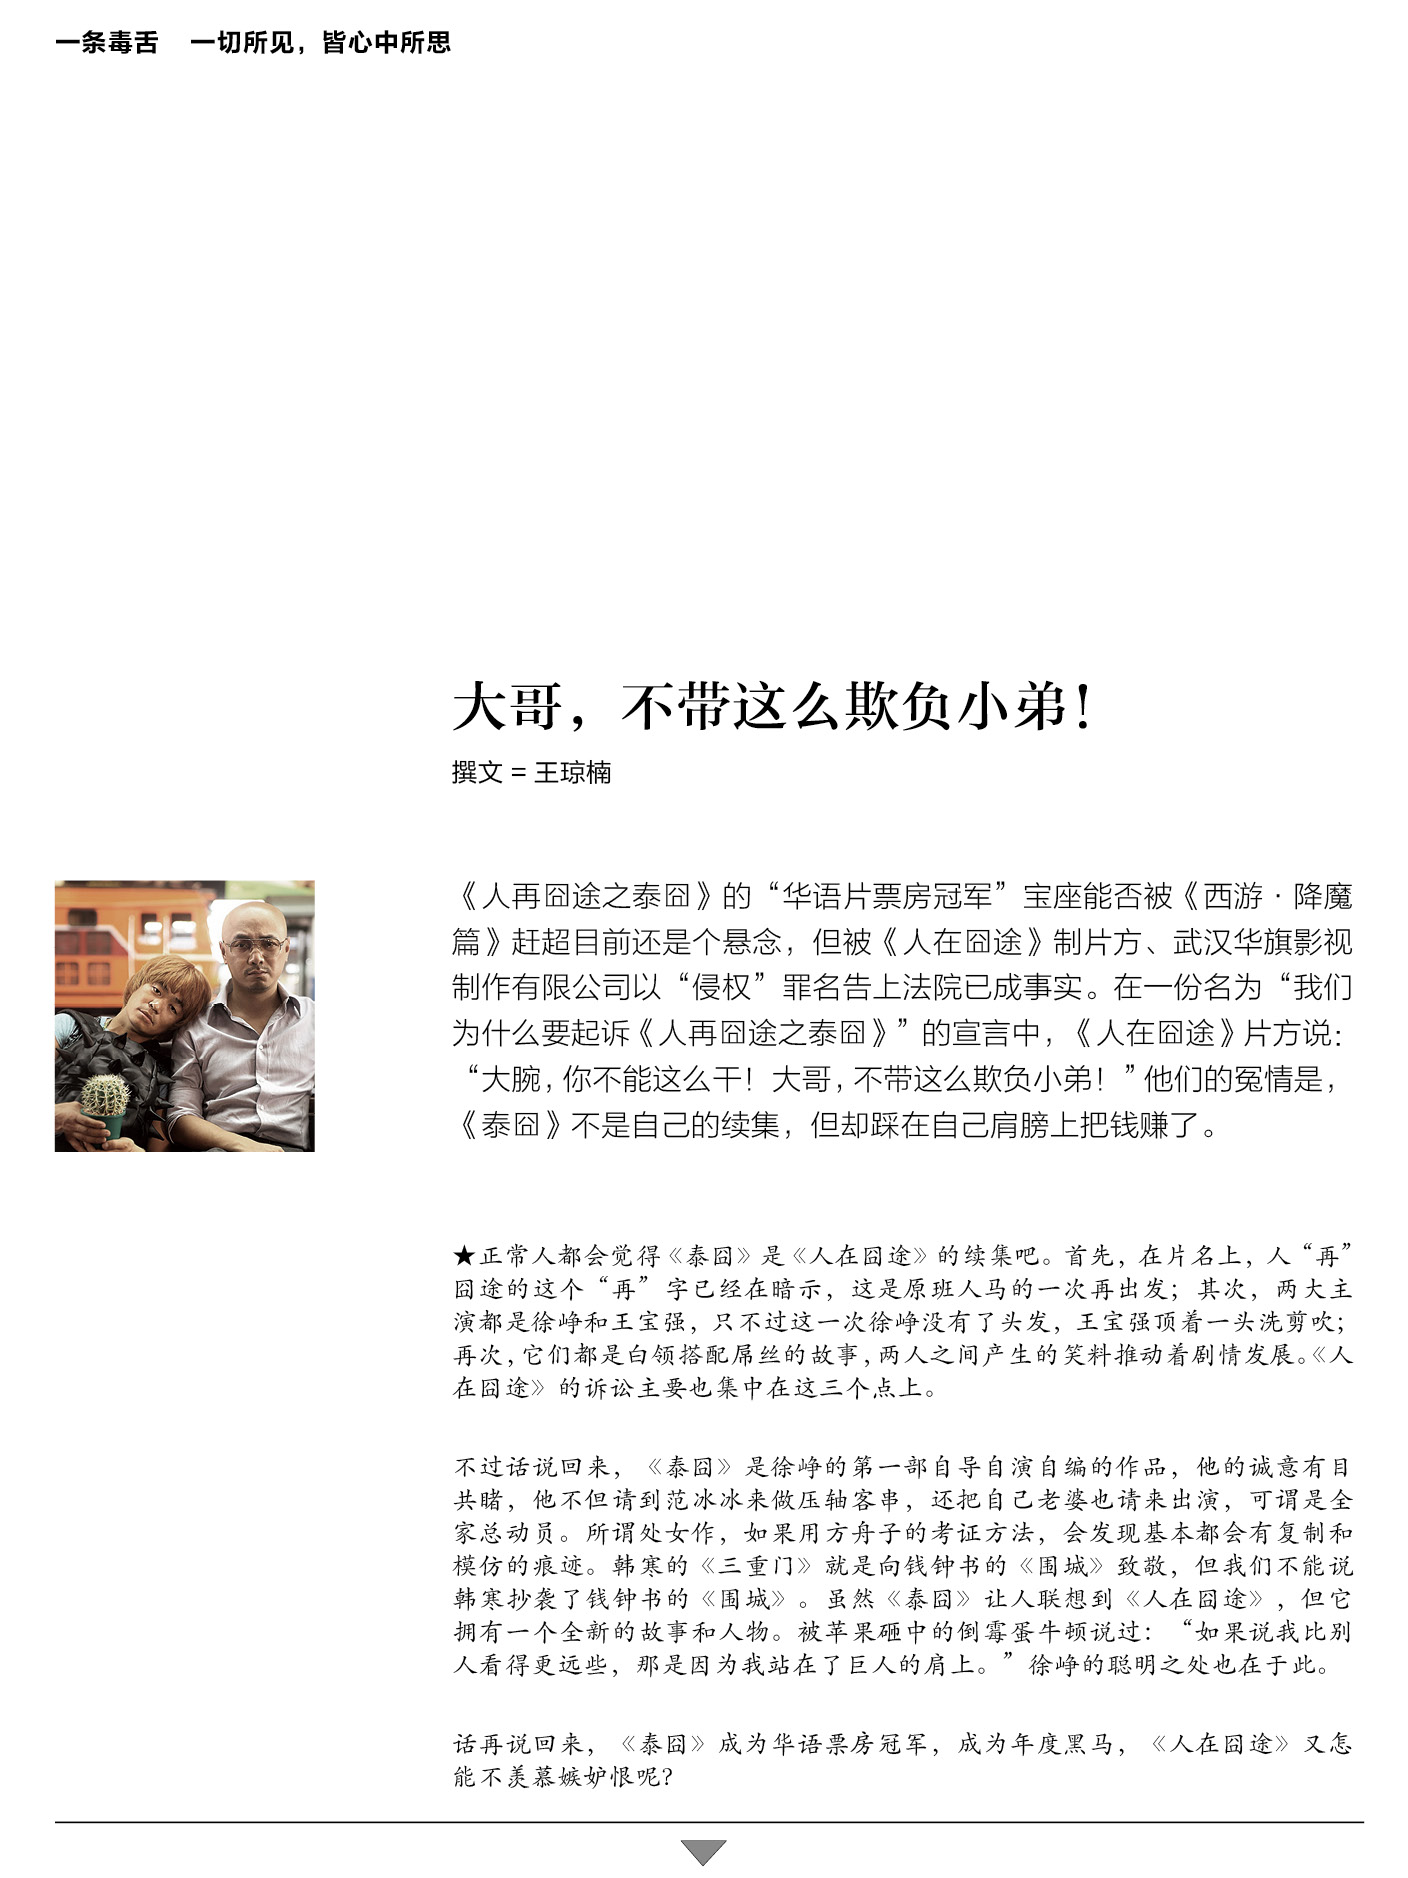 一条毒舌 一切所见，皆心中所思
大哥，不带这么欺负小弟！
撰文 = 王琼楠
《人再囧途之泰囧》的“华语片票房冠军”宝座能否被《西游·降魔
篇》赶超目前还是个悬念，但被《人在囧途》制片方、武汉华旗影视
制作有限公司以“侵权”罪名告上法院已成事实。在一份名为“我们
为什么要起诉《人再囧途之泰囧》”的宣言中，《人在囧途》片方说：
“大腕，你不能这么干！大哥，不带这么欺负小弟！”他们的冤情是，
《泰囧》不是自己的续集，但却踩在自己肩膀上把钱赚了。
★正常人都会觉得《泰囧》是《人在囧途》的续集吧。首先，在片名上，人“再”
囧途的这个“再”字已经在暗示，这是原班人马的一次再出发；其次，两大主
演都是徐峥和王宝强，只不过这一次徐峥没有了头发，王宝强顶着一头洗剪吹；
再次，它们都是白领搭配屌丝的故事，两人之间产生的笑料推动着剧情发展。《人
在囧途》的诉讼主要也集中在这三个点上。
不过话说回来，《泰囧》是徐峥的第一部自导自演自编的作品，他的诚意有目
共睹，他不但请到范冰冰来做压轴客串，还把自己老婆也请来出演，可谓是全
家总动员。所谓处女作，如果用方舟子的考证方法，会发现基本都会有复制和
模仿的痕迹。韩寒的《三重门》就是向钱钟书的《围城》致敬，但我们不能说
韩寒抄袭了钱钟书的《围城》。虽然《泰囧》让人联想到《人在囧途》，但它
拥有一个全新的故事和人物。被苹果砸中的倒霉蛋牛顿说过：“如果说我比别
人看得更远些，那是因为我站在了巨人的肩上。”徐峥的聪明之处也在于此。
话再说回来，《泰囧》成为华语票房冠军，成为年度黑马，《人在囧途》又怎
能不羡慕嫉妒恨呢？